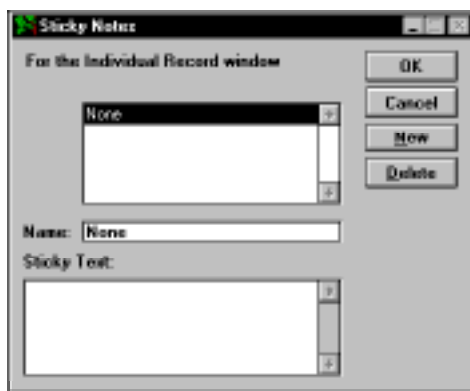 Sticky Notes
For the Individual Record window
OK
None
Cancel
New
Delete
Name: None
Sticky Text: